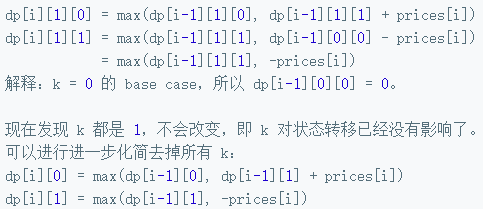 dp[i][1][0] = max(dp[i-1][1][0], dp[i-1][1][1] + prices[i])
dp[i][1][1] = max(dp[i-1][1][1], dp[i-1][0][0] - prices[i])
            = max(dp[i-1][1][1], -prices[i])
解释：k = 0 的 base case，所以 dp[i-1][0][0] = 0。
现在发现 k 都是 1，不会改变，即 k 对状态转移已经没有影响了。
可以进行进一步化简去掉所有 k：
dp[i][0] = max(dp[i-1][0], dp[i-1][1] + prices[i])
dp[i][1] = max(dp[i-1][1], -prices[i])